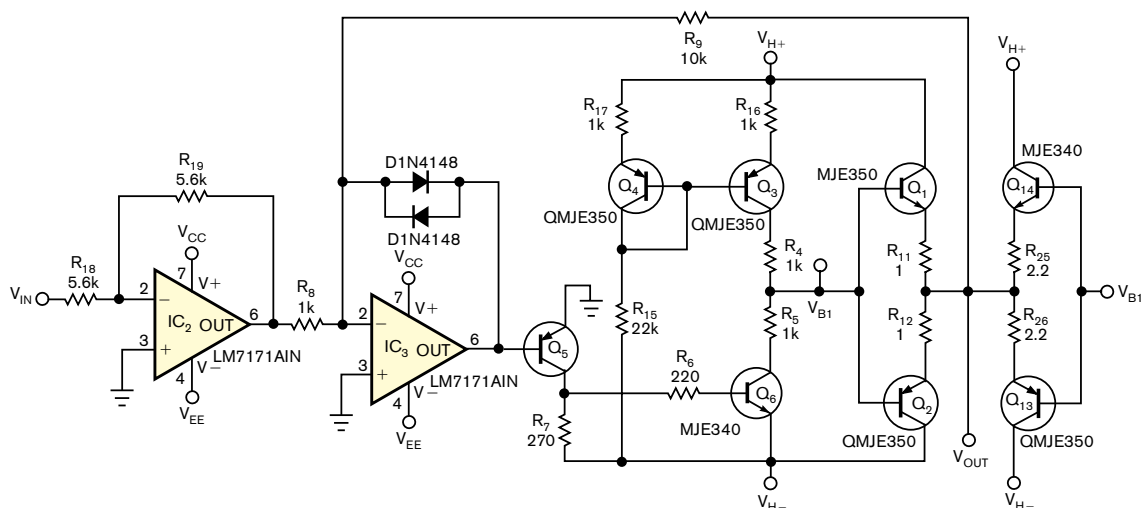 R9
10k
VH+
VH+
R17
1k
R16
1k
D1N4148
MJE340
R19
5.6k
MJE350
Q4
Q3
Q1
Q14
QMJE350
QMJE350
D1N4148
VCC
VCC
R18
5.6k
R4
1k
R11
1
R25
2.2
7
V+
R8
1k
7
V+
VIN
2
−
IC2
OUT
6
2
−
IC3
OUT
6
R15
22k
VB1
VB1
R5
1k
R12
1
R26
2.2
3
+
LM7171AIN
3
+
LM7171AIN
Q5
R6
220
V−
4
V−
4
VEE
VEE
Q6
Q2
Q13
R7
270
MJE340
QMJE350
VOUT
QMJE350
VH−
VH−